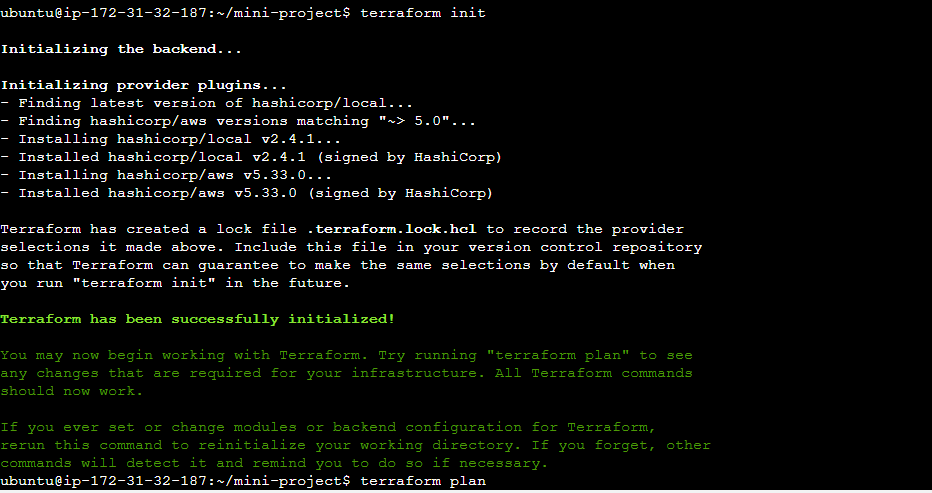 ubuntu@ip-172-31-32-187:~/mini-project$ terraform init
Initializing the backend...
Initializing provider plugins...
- Finding latest version of hashicorp/local...
- Finding hashicorp/aws versions matching "~> 5.0"...
- Installing hashicorp/local v2.4.1...
- Installed hashicorp/local v2.4.1 (signed by HashiCorp)
- Installing hashicorp/aws v5.33.0...
- Installed hashicorp/aws v5.33.0 (signed by HashiCorp)
Terraform has created a lock file .terraform.lock.hcl to record the provider
selections it made above. Include this file in your version control repository
so that Terraform can guarantee to make the same selections by default when
you run "terraform init" in the future.
Terraform has been successfully initialized!
You may now begin working with Terraform. Try running "terraform plan" to see
any changes that are required for your infrastructure. All Terraform commands
should now work.
If you ever set or change modules or backend configuration for Terraform,
rerun this command to reinitialize your working directory. If you forget, other
commands will detect it and remind you to do so if necessary.
ubuntu@ip-172-31-32-187:~/mini-project$ terraform plan